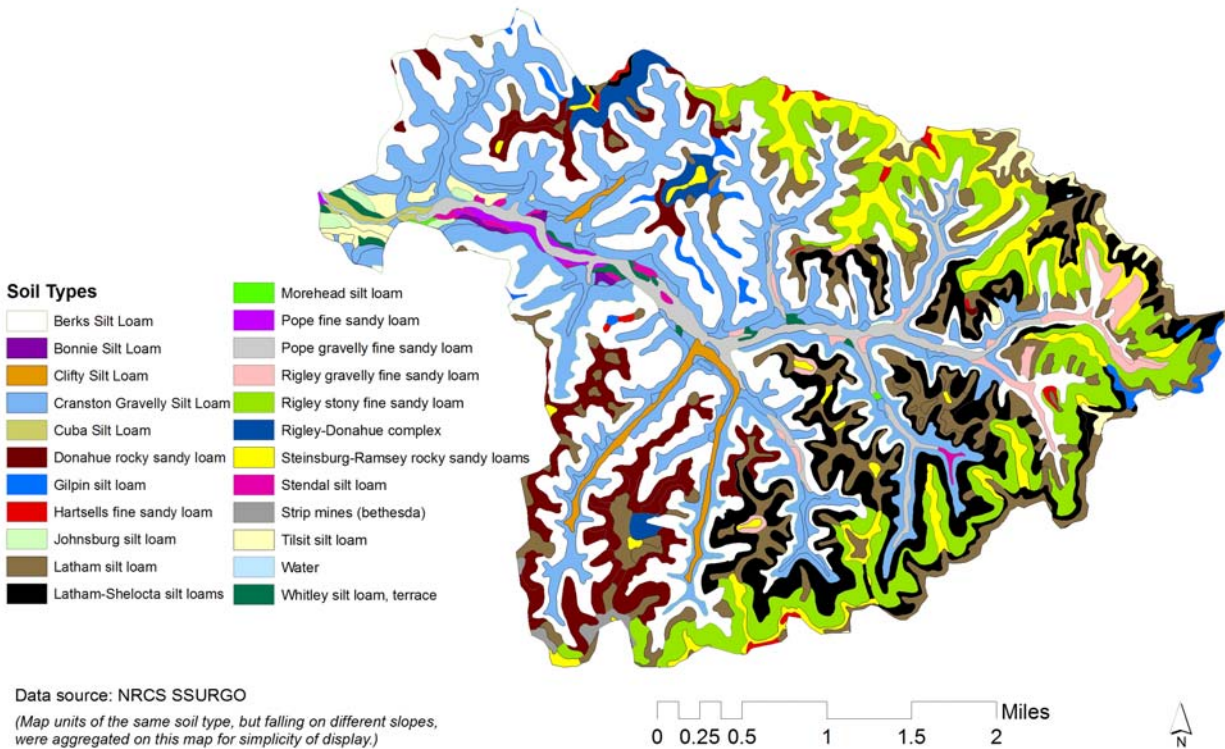 Soil Types
Berks Silt Loam
Bonnie Silt Loam
Clifty Silt Loam
Cranston Gravelly Silt Loam
Cuba Silt Loam
Donahue rocky sandy loam
Gilpin silt loam
Hartsells fine sandy loam
Johnsburg silt loam
Latham silt loam
Latham-Shelocta silt loams
Morehead silt loam
Pope fine sandy loam
Pope gravelly fine sandy loam
Rigley gravelly fine sandy loam
Rigley stony fine sandy loam
Rigley-Donahue complex
Steinsburg-Ramsey rocky sandy loams
Stendal silt loam
Strip mines (bethesda)
Tilsit silt loam
Water
Whitley silt loam, terrace
Data source: NRCS SSURGO
(Map units of the same soil type, but falling on different slopes,
were aggregated on this map for simplicity of display.)
Miles
0 0.25 0.5 1 1.5 2
N